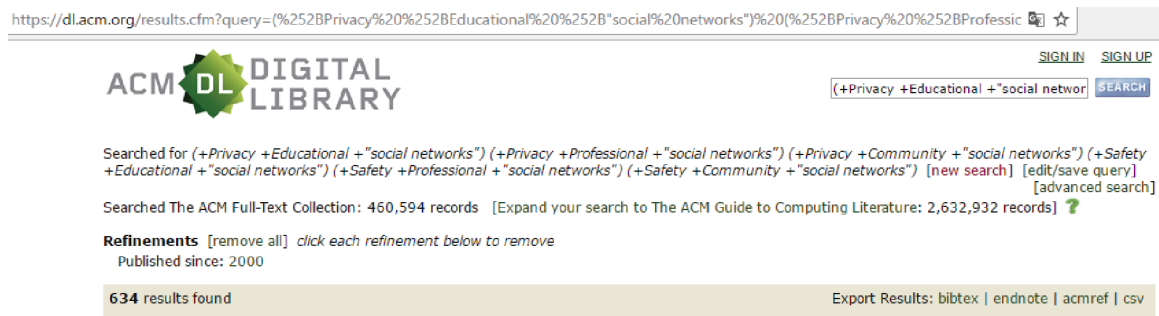 https://dl.acm.org/results.cfm?query=(%252BPrivacy%20%252BEducational%20%252B"social%20networks")%20(%252BPrivacy%20%252BProfessic
SIGN IN SIGN UP
ACM DL DIGITAL LIBRARY
(+Privacy +Educational +"social networ SEARCH
Searched for (+Privacy +Educational +"social networks") (+Privacy +Professional +"social networks") (+Privacy +Community +"social networks") (+Safety
+Educational +"social networks") (+Safety +Professional +"social networks") (+Safety +Community +"social networks") [new search] [edit/save query]
[advanced search]
Searched The ACM Full-Text Collection: 460,594 records [Expand your search to The ACM Guide to Computing Literature: 2,632,932 records] ?
Refinements [remove all] click each refinement below to remove
Published since: 2000
634 results found Export Results: bibtex | endnote | acmref | csv